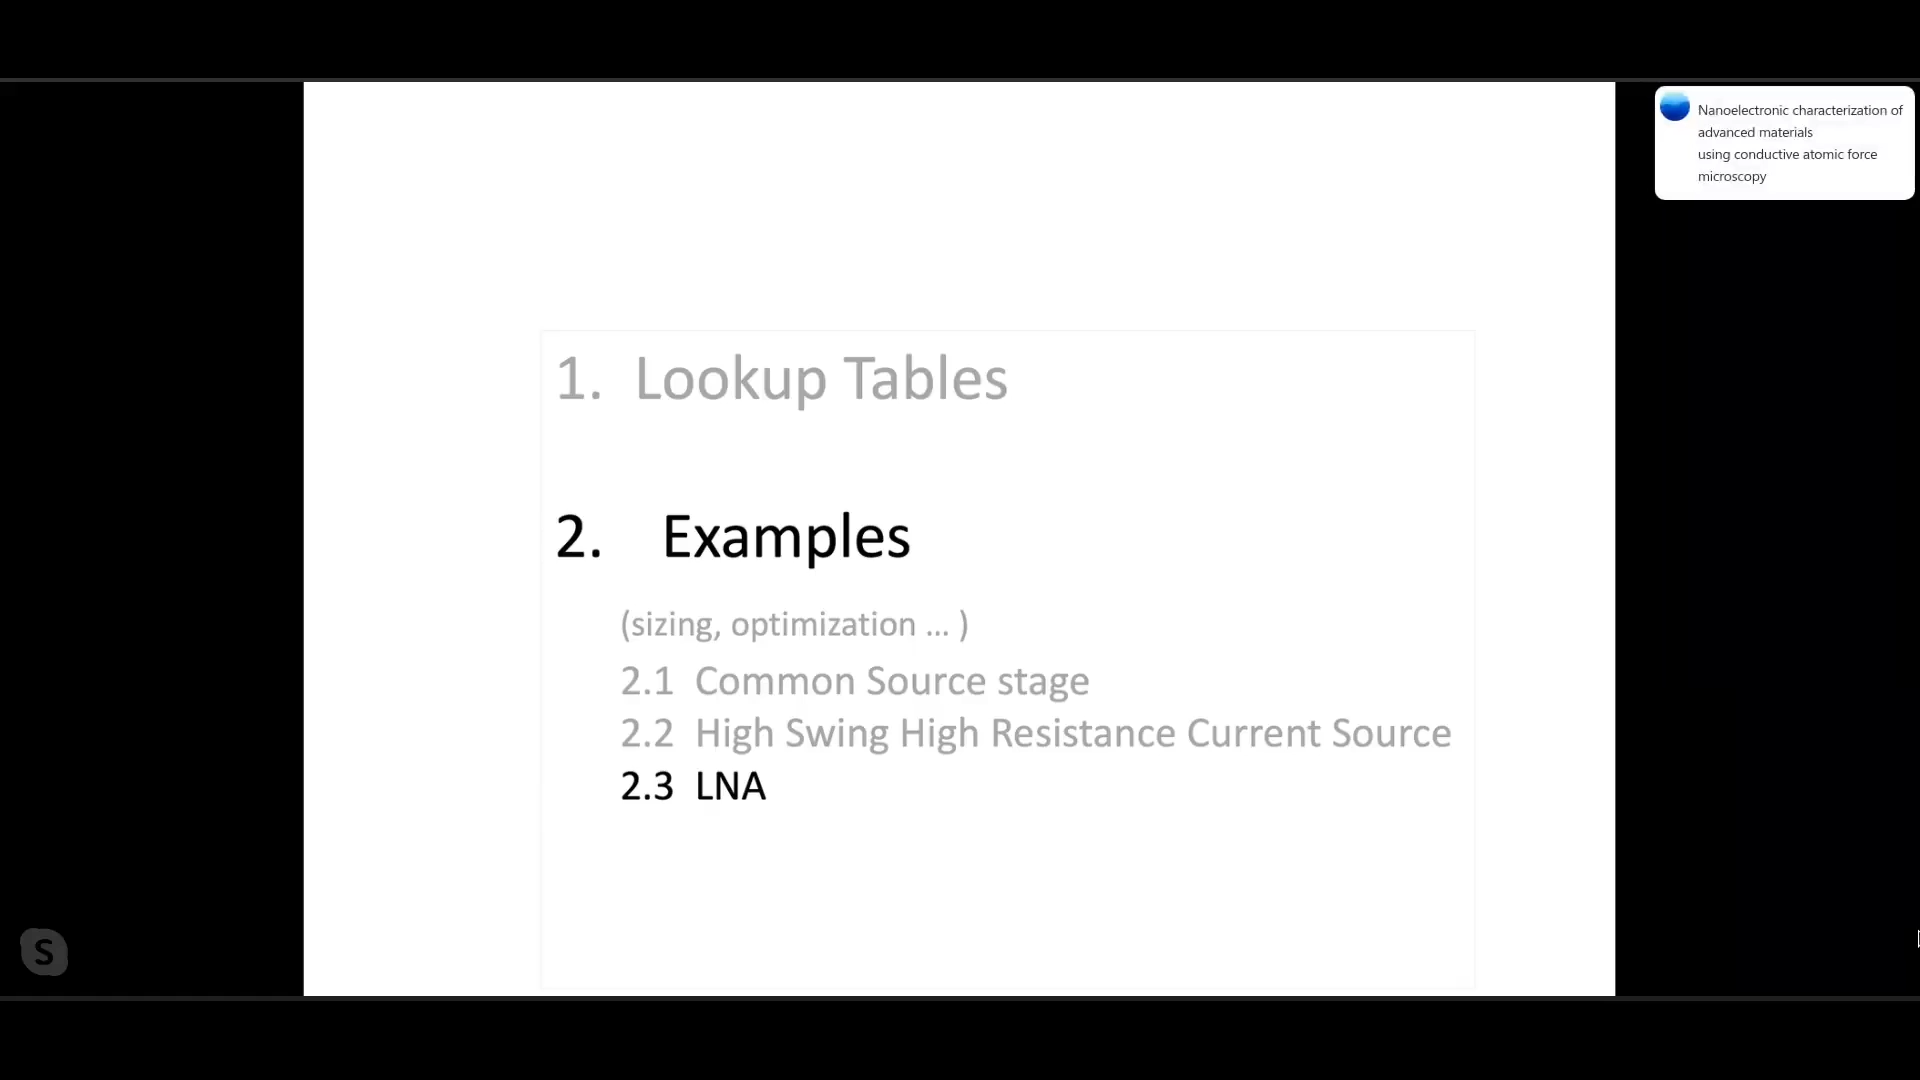 Nanoelectronic characterization of
advanced materials
using conductive atomic force
microscopy
1. Lookup Tables
2. Examples
(sizing, optimization ... )
2.1 Common Source stage
2.2 High Swing High Resistance Current Source
2.3 LNA
S